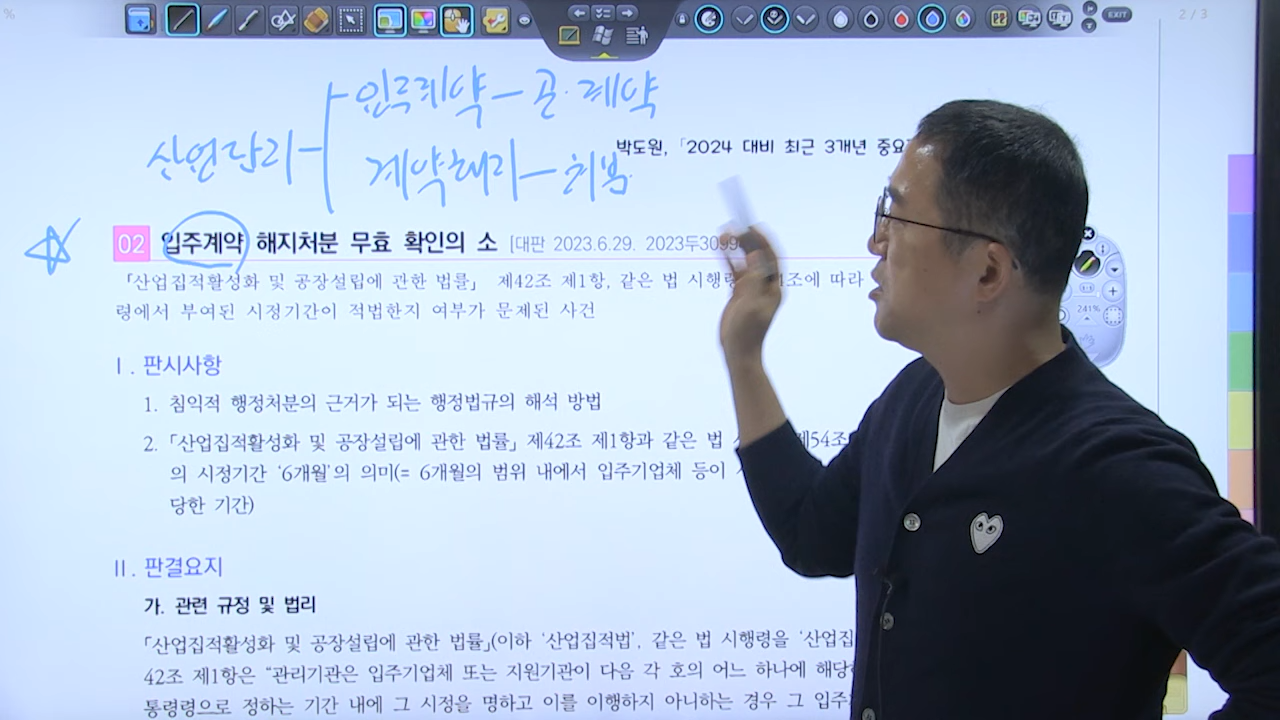 2 / 3
EXIT
입주계약 - 공·계약
산업단지
계약해지 - 처분
박도원, 「2024 대비 최근 3개년 중요
02 입주계약 해지처분 무효 확인의 소 [대판 2023.6.29. 2023두309
「산업집적활성화 및 공장설립에 관한 법률」 제42조 제1항, 같은 법 시행령 조에 따라
령에서 부여된 시정기간이 적법한지 여부가 문제된 사건
241%
Ⅰ. 판시사항
1. 침익적 행정처분의 근거가 되는 행정법규의 해석 방법
2. 「산업집적활성화 및 공장설립에 관한 법률」 제42조 제1항과 같은 법 시 제54조
의 시정기간 ‘6개월’의 의미(= 6개월의 범위 내에서 입주기업체 등이
당한 기간)
Ⅱ. 판결요지
가. 관련 규정 및 법리
「산업집적활성화 및 공장설립에 관한 법률」(이하 ‘산업집적법’, 같은 법 시행령을 ‘산업집
42조 제1항은 “관리기관은 입주기업체 또는 지원기관이 다음 각 호의 어느 하나에 해당
통령령으로 정하는 기간 내에 그 시정을 명하고 이를 이행하지 아니하는 경우 그 입주